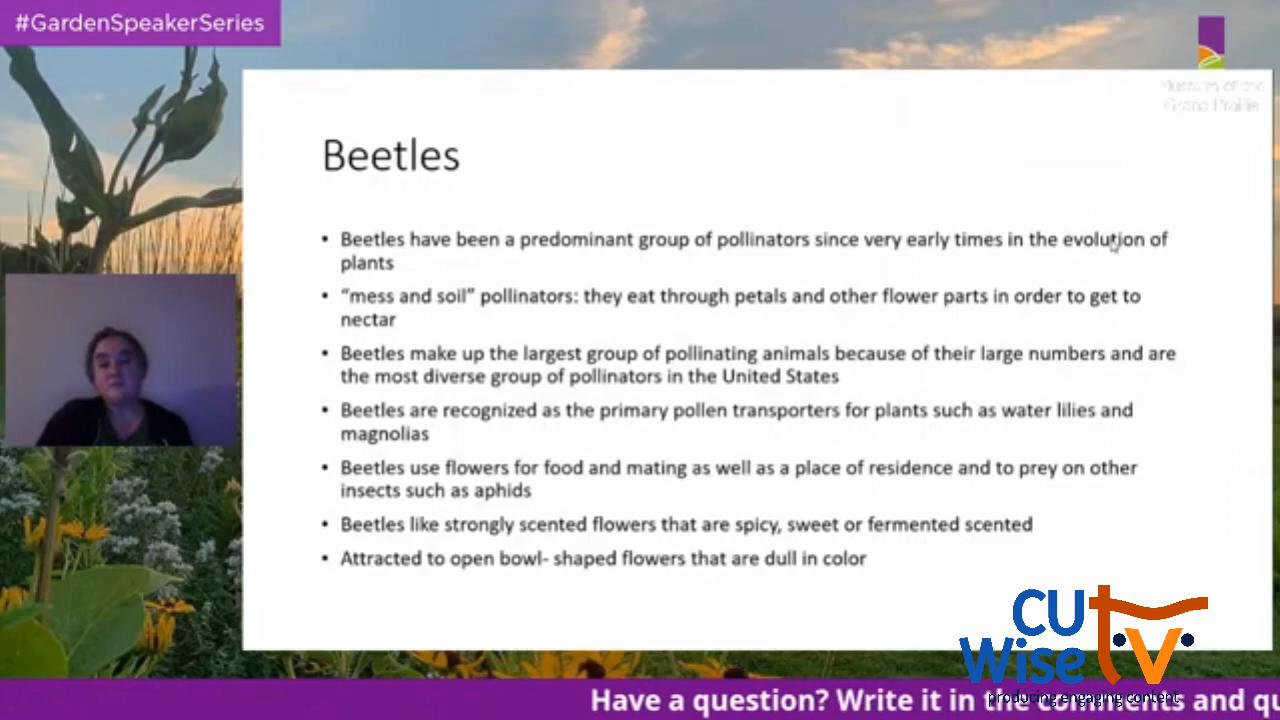 #GardenSpeakerSeries
Museum of the
Grand Prairie
Beetles
• Beetles have been a predominant group of pollinators since very early times in the evolution of
plants
• “mess and soil” pollinators: they eat through petals and other flower parts in order to get to
nectar
• Beetles make up the largest group of pollinating animals because of their large numbers and are
the most diverse group of pollinators in the United States
• Beetles are recognized as the primary pollen transporters for plants such as water lilies and
magnolias
• Beetles use flowers for food and mating as well as a place of residence and to prey on other
insects such as aphids
• Beetles like strongly scented flowers that are spicy, sweet or fermented scented
• Attracted to open bowl- shaped flowers that are dull in color
CU
Wise tv
producing engaging content
Have a question? Write it in the comments and qu